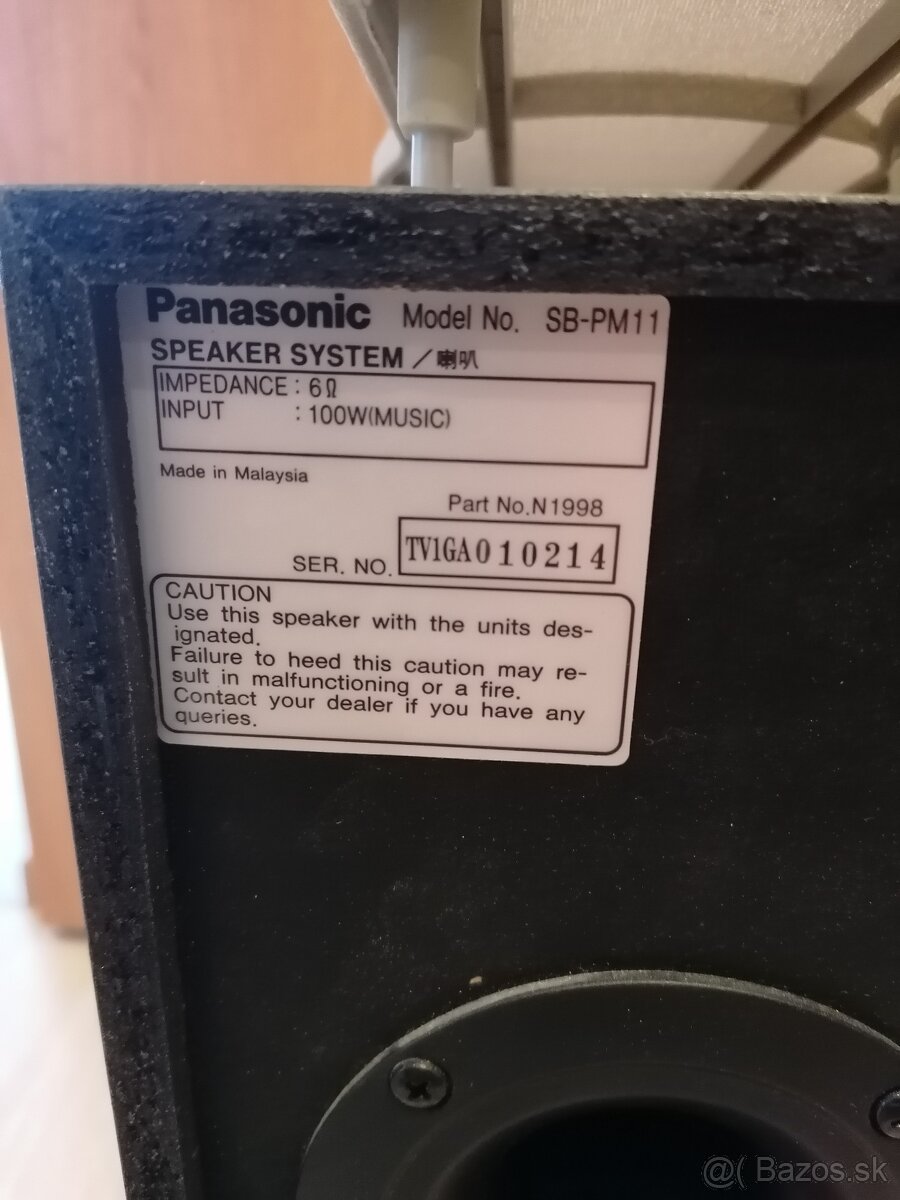 Panasonic Model No. SB-PM11
SPEAKER SYSTEM / 喇叭
IMPEDANCE : 6Ω
INPUT : 100W(MUSIC)
Made in Malaysia
Part No.N1998
SER. NO. TV1GA010214
CAUTION
Use this speaker with the units des-
ignated.
Failure to heed this caution may re-
sult in malfunctioning or a fire.
Contact your dealer if you have any
queries.
@( Bazos.sk